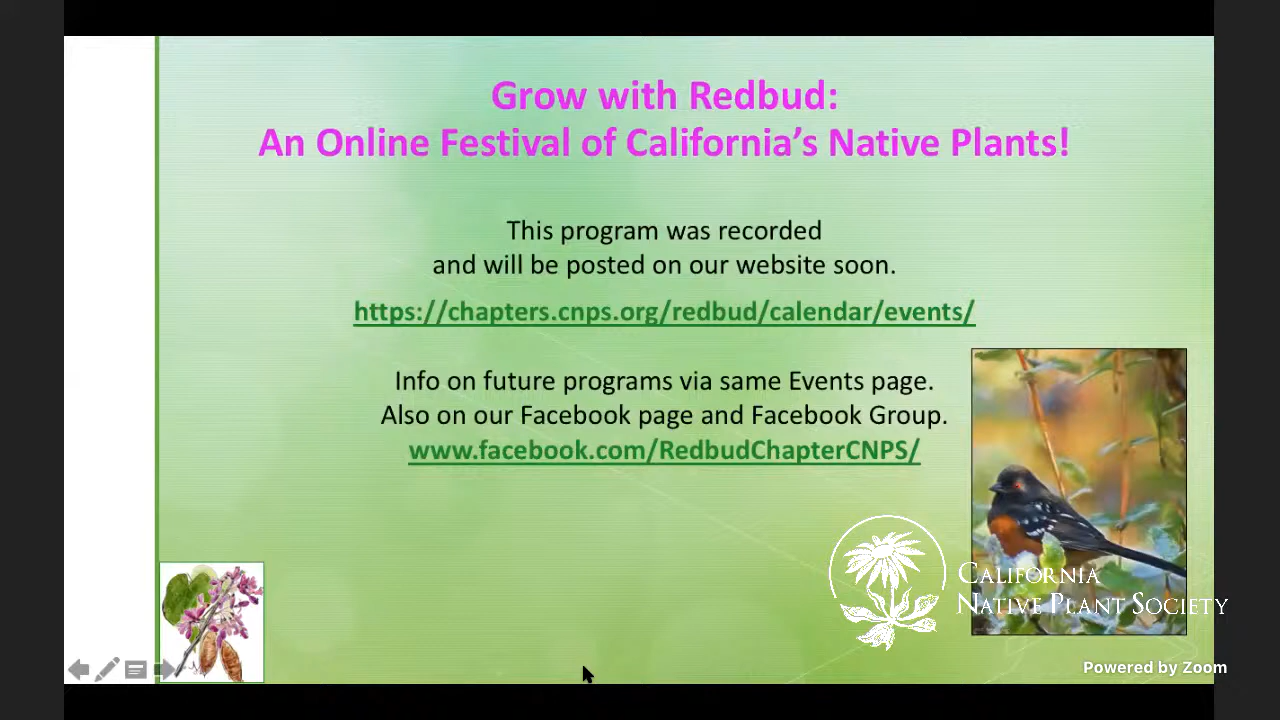 Grow with Redbud:
An Online Festival of California’s Native Plants!
This program was recorded
and will be posted on our website soon.
https://chapters.cnps.org/redbud/calendar/events/
Info on future programs via same Events page.
Also on our Facebook page and Facebook Group.
www.facebook.com/RedbudChapterCNPS/
California
Native Plant Society
Powered by Zoom